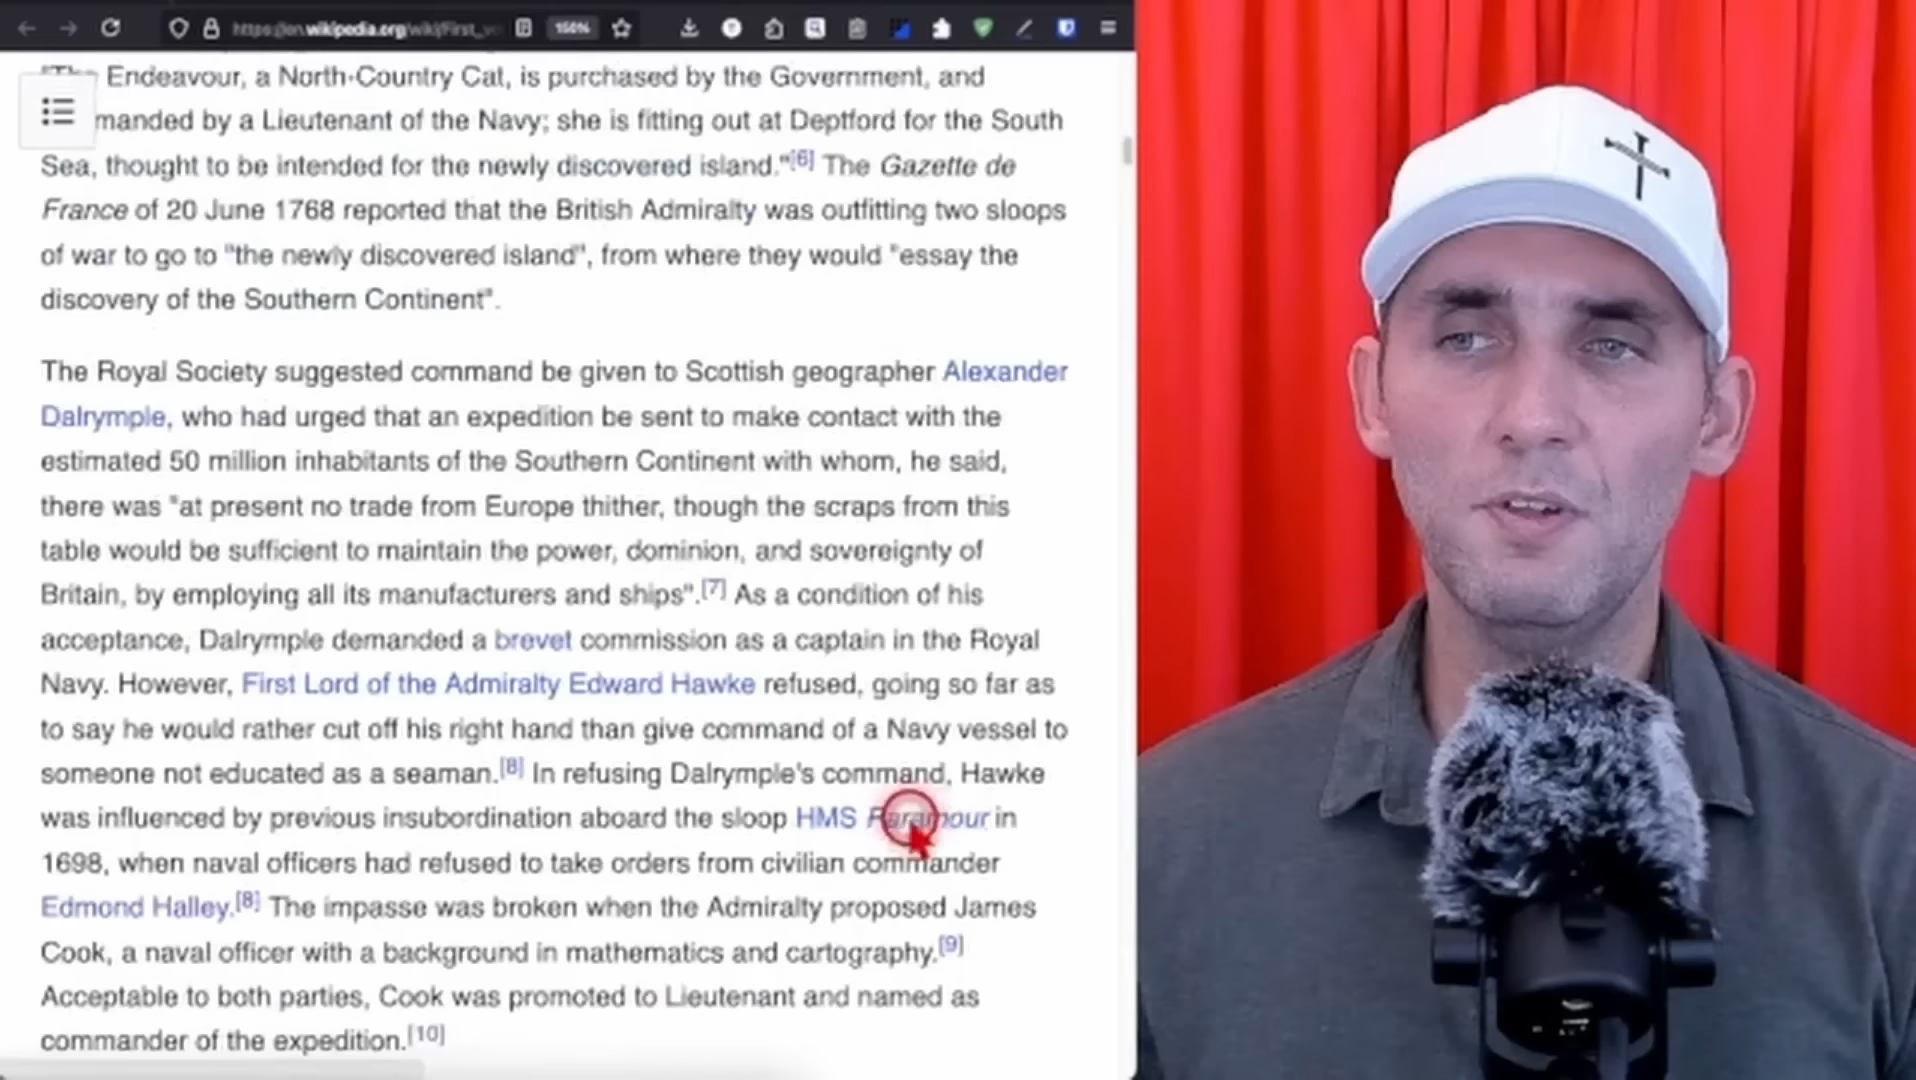 https://en.wikipedia.org/wiki/First_
150%
Endeavour, a North-Country Cat, is purchased by the Government, and
manded by a Lieutenant of the Navy; she is fitting out at Deptford for the South
Sea, thought to be intended for the newly discovered island."[6] The Gazette de
France of 20 June 1768 reported that the British Admiralty was outfitting two sloops
of war to go to "the newly discovered island", from where they would "essay the
discovery of the Southern Continent".
The Royal Society suggested command be given to Scottish geographer Alexander
Dalrymple, who had urged that an expedition be sent to make contact with the
estimated 50 million inhabitants of the Southern Continent with whom, he said,
there was "at present no trade from Europe thither, though the scraps from this
table would be sufficient to maintain the power, dominion, and sovereignty of
Britain, by employing all its manufacturers and ships".[7] As a condition of his
acceptance, Dalrymple demanded a brevet commission as a captain in the Royal
Navy. However, First Lord of the Admiralty Edward Hawke refused, going so far as
to say he would rather cut off his right hand than give command of a Navy vessel to
someone not educated as a seaman.[8] In refusing Dalrymple's command, Hawke
was influenced by previous insubordination aboard the sloop HMS Paramour in
1698, when naval officers had refused to take orders from civilian commander
Edmond Halley.[8] The impasse was broken when the Admiralty proposed James
Cook, a naval officer with a background in mathematics and cartography.[9]
Acceptable to both parties, Cook was promoted to Lieutenant and named as
commander of the expedition.[10]